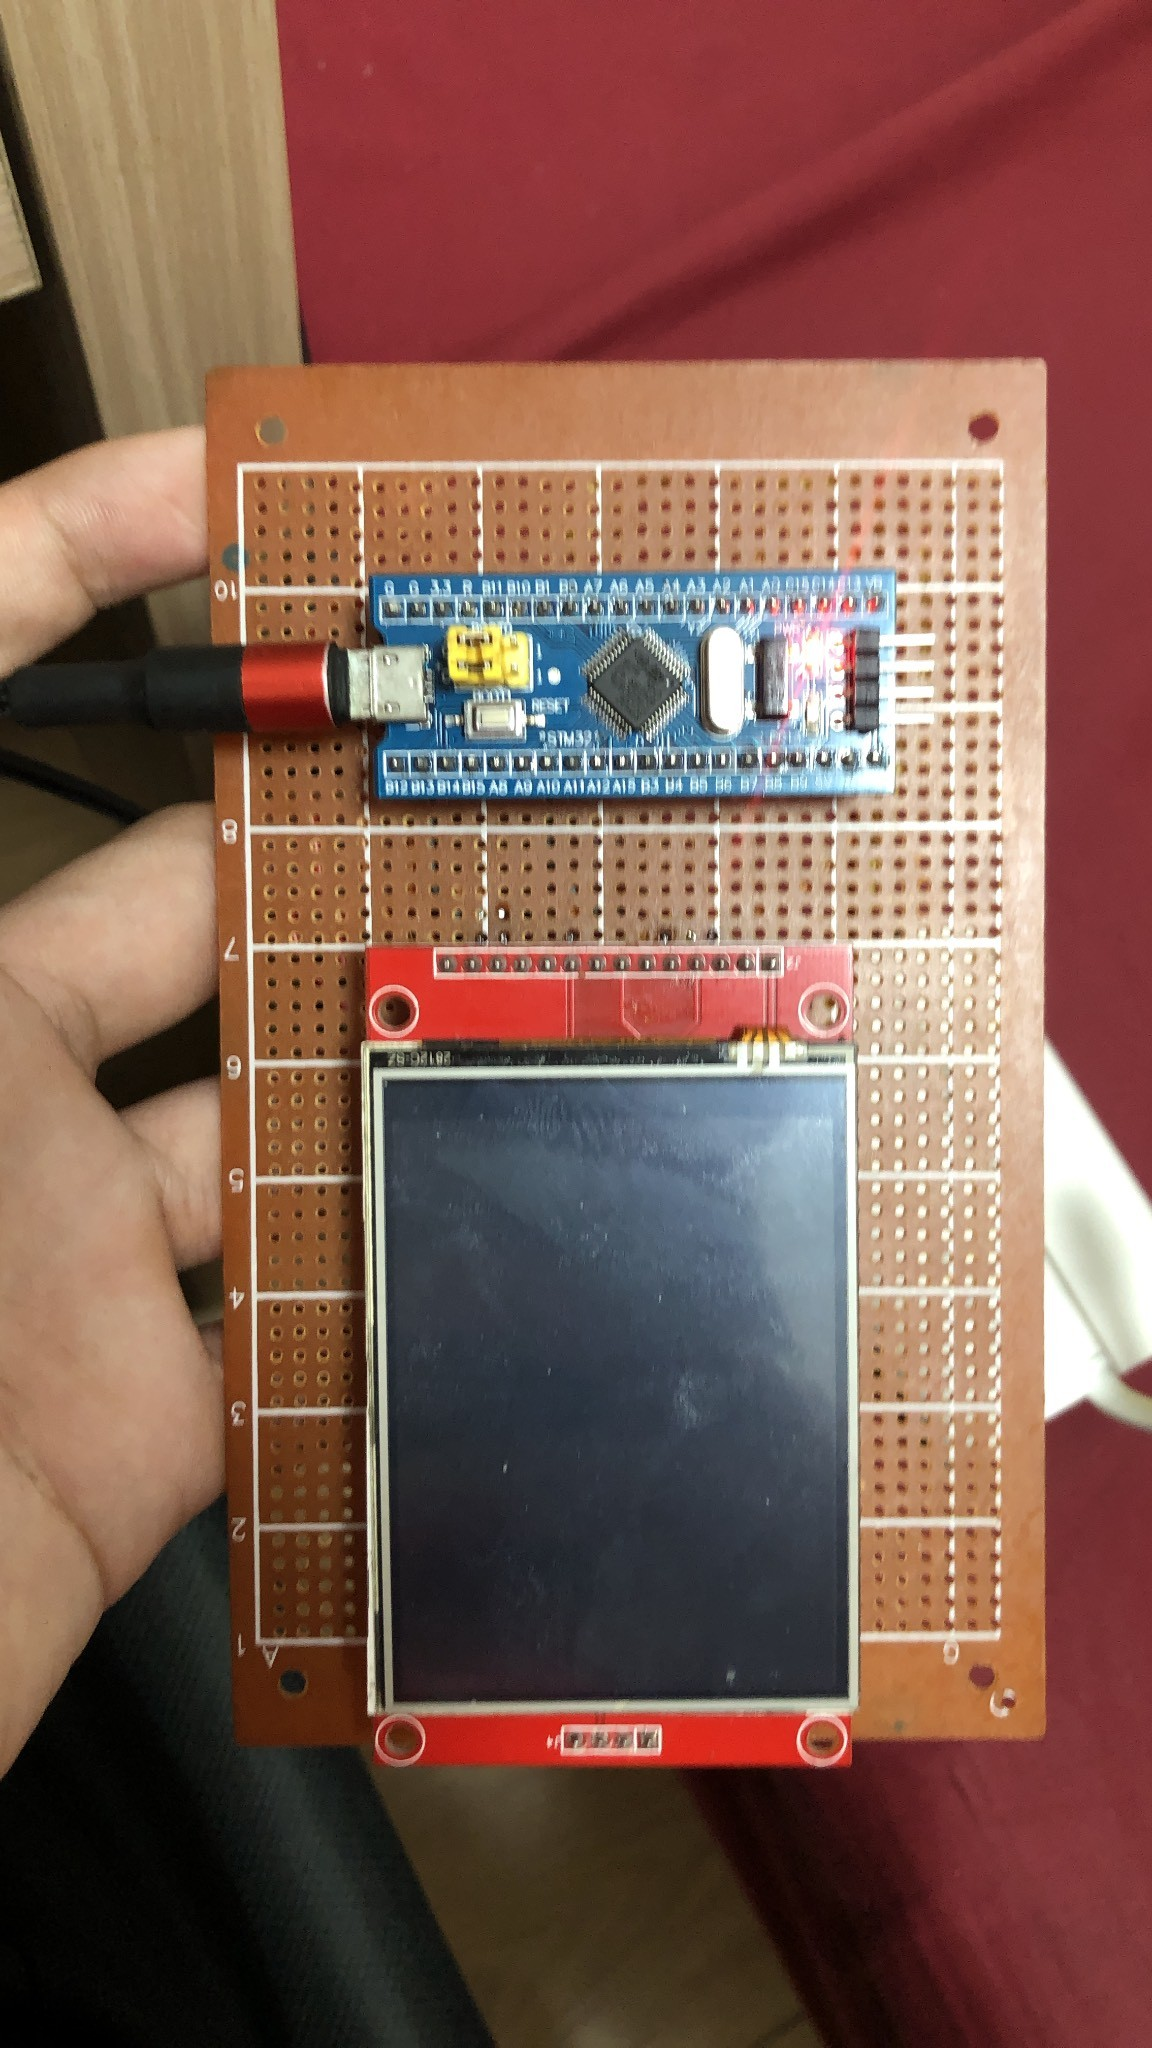 G G 3.3 R B11 B10 B1 B0 A7 A6 A5 A4 A3 A2 A1 A0 C15 C14 C13 VB
10
RESET
"STM32"
B12 B13 B14 B15 A8 A9 A10 A11 A12 A15 B3 B4 B5 B6 B7 B8 B9
8
7
6
5
4
3
2
1
A